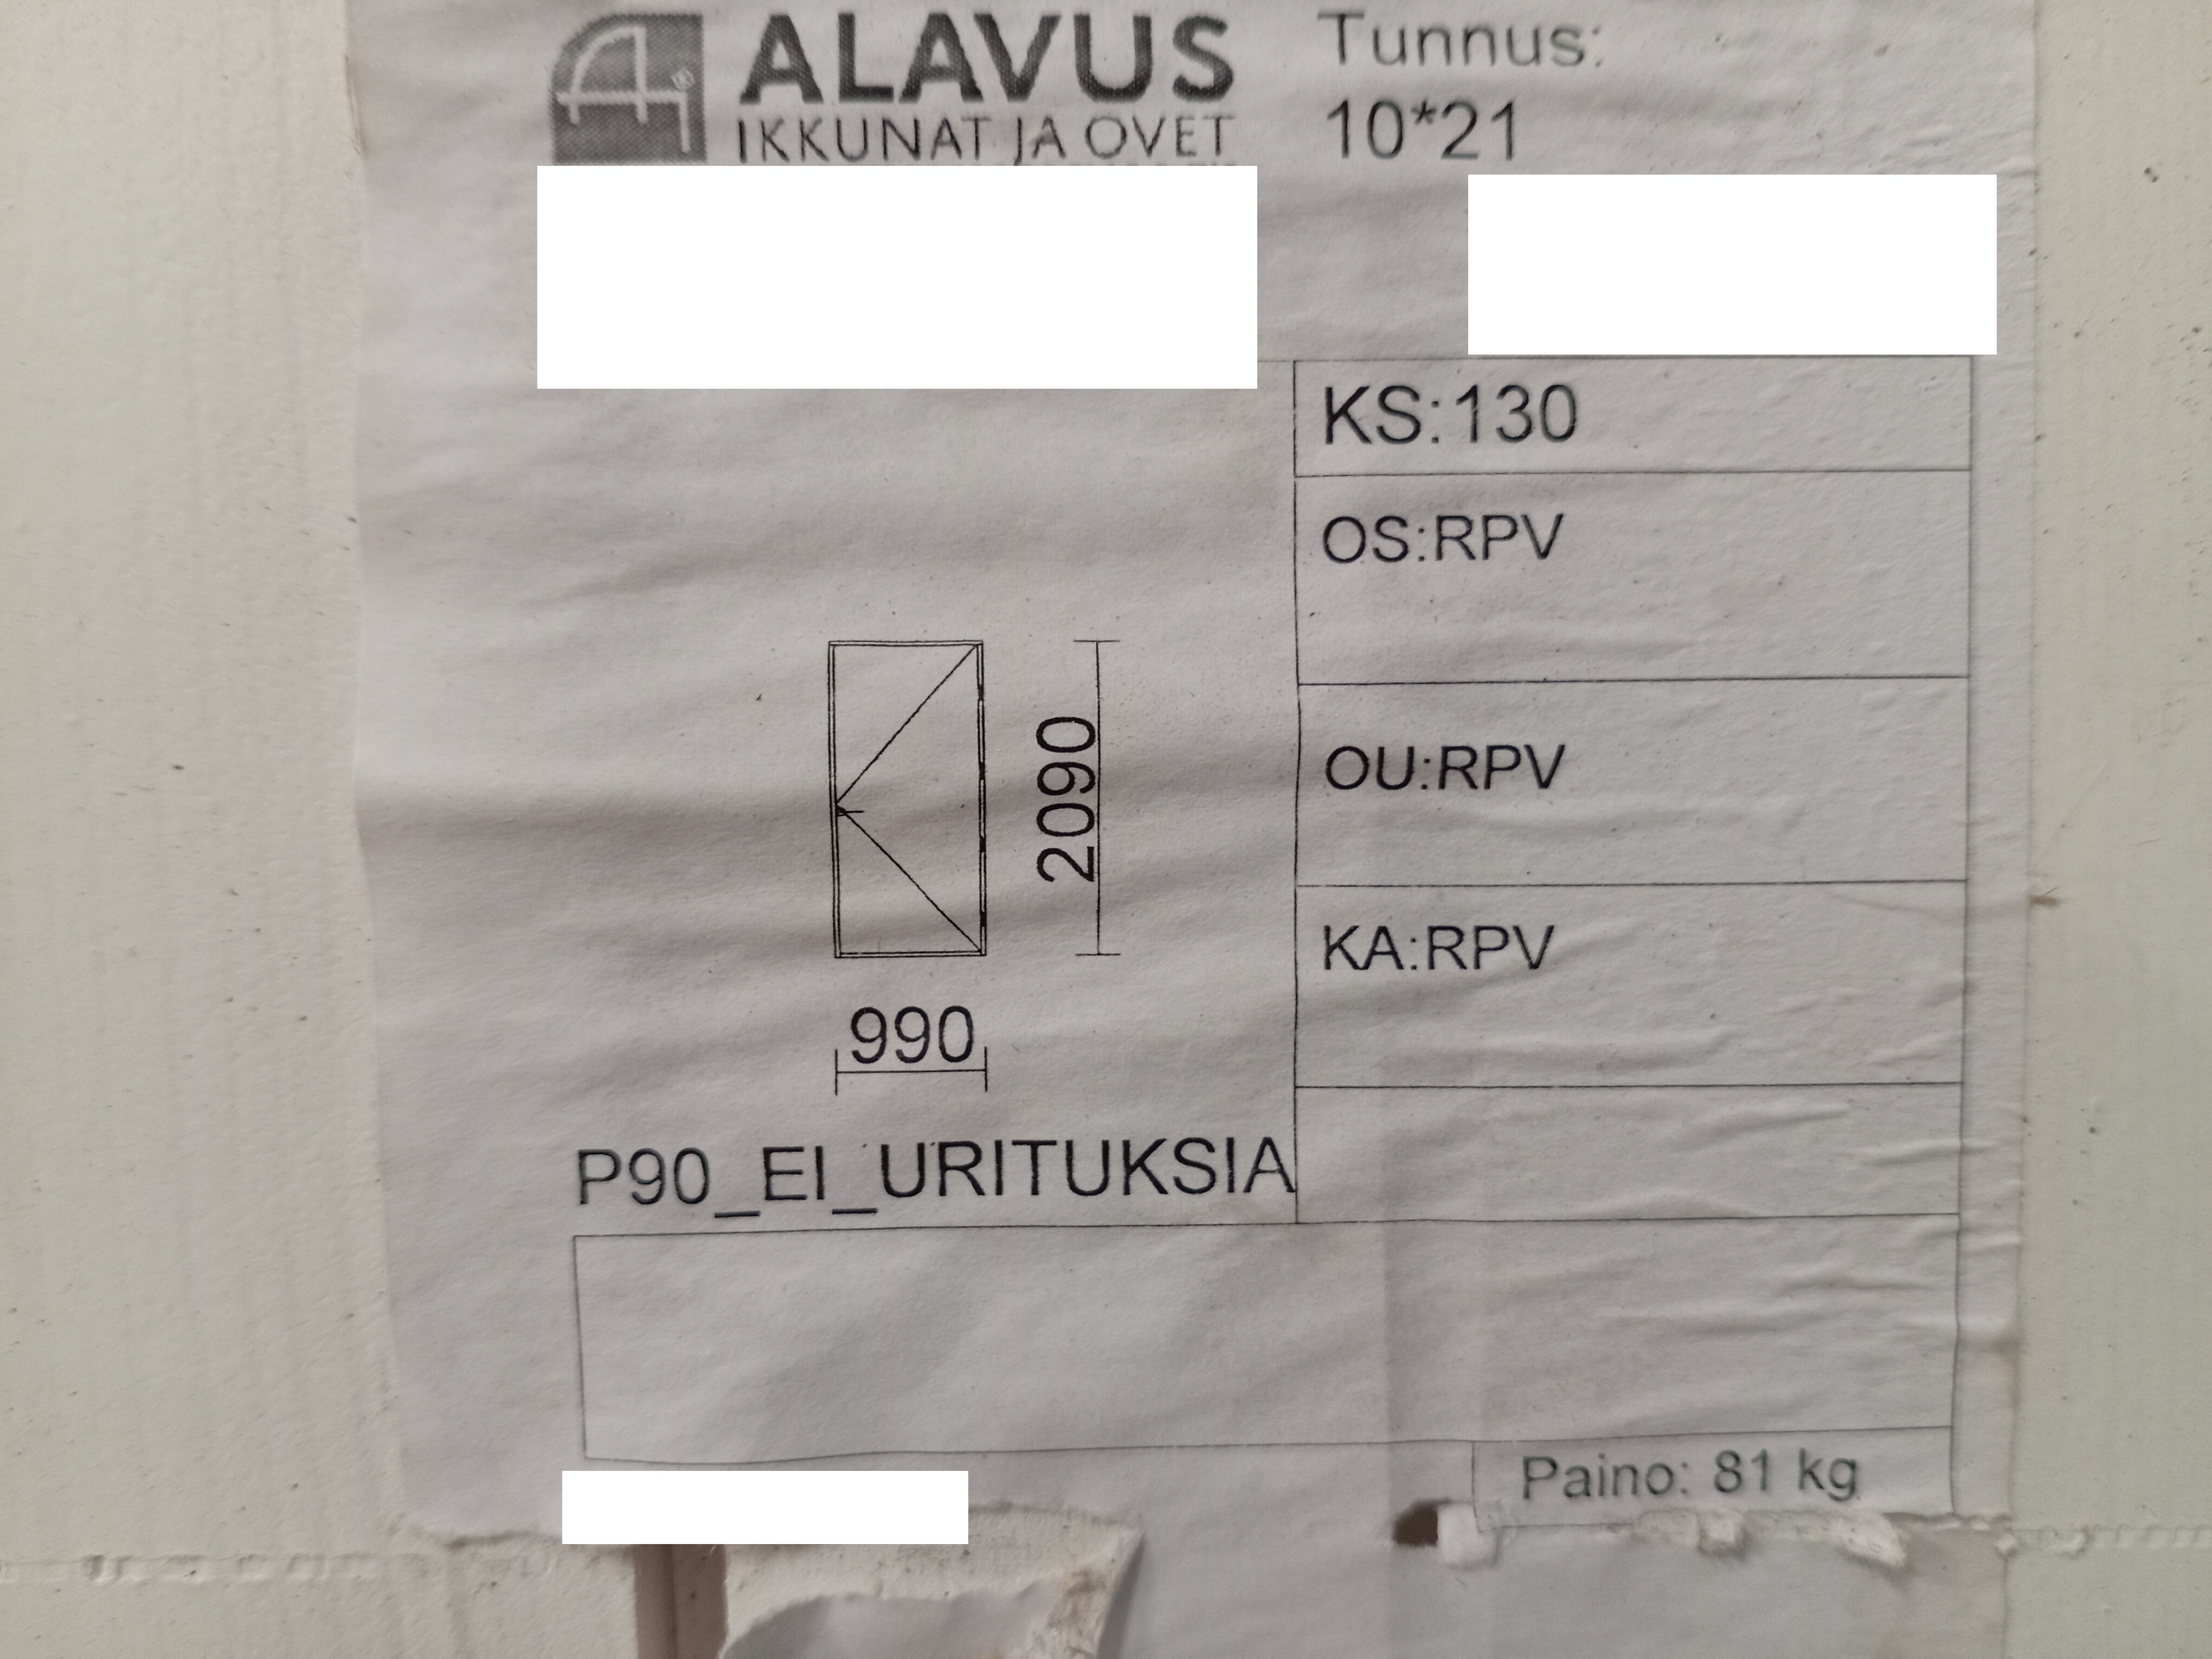 ALAVUS
IKKUNAT JA OVET
Tunnus:
10*21
KS:130
OS:RPV
OU:RPV
KA:RPV
2090
990
P90_EI_URITUKSIA
Paino: 81 kg